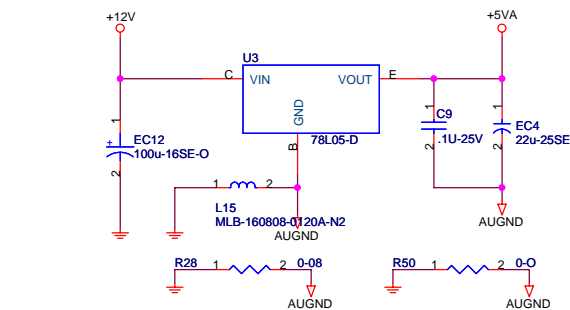 +12V
+5VA
U3
C
VIN
VOUT
E
GND
B
78L05-D
1
+
2
EC12
100u-16SE-O
1
C9
2
.1U-25V
1
EC4
2
22u-25SE
1
2
L15
MLB-160808-0120A-N2
AUGND
AUGND
R28
1
2
0-08
AUGND
R50
1
2
0-O
AUGND